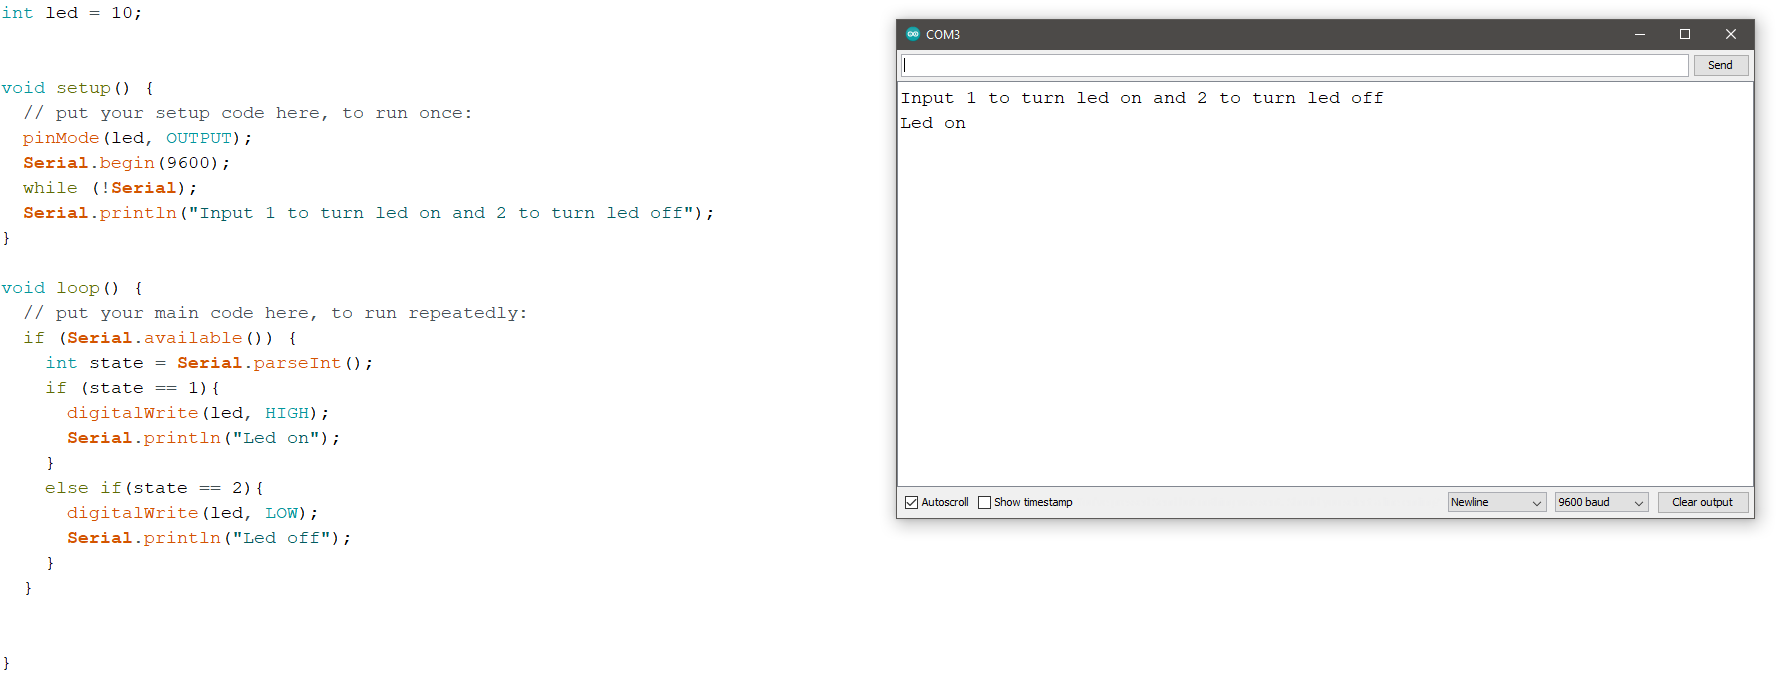 int led = 10;
void setup() {
  // put your setup code here, to run once:
  pinMode(led, OUTPUT);
  Serial.begin(9600);
  while (!Serial);
  Serial.println("Input 1 to turn led on and 2 to turn led off");
}
void loop() {
  // put your main code here, to run repeatedly:
  if (Serial.available()) {
    int state = Serial.parseInt();
    if (state == 1){
      digitalWrite(led, HIGH);
      Serial.println("Led on");
    }
    else if(state == 2){
      digitalWrite(led, LOW);
      Serial.println("Led off");
    }
  }
}
COM3
Send
Input 1 to turn led on and 2 to turn led off
Led on
Autoscroll Show timestamp Newline 9600 baud Clear output